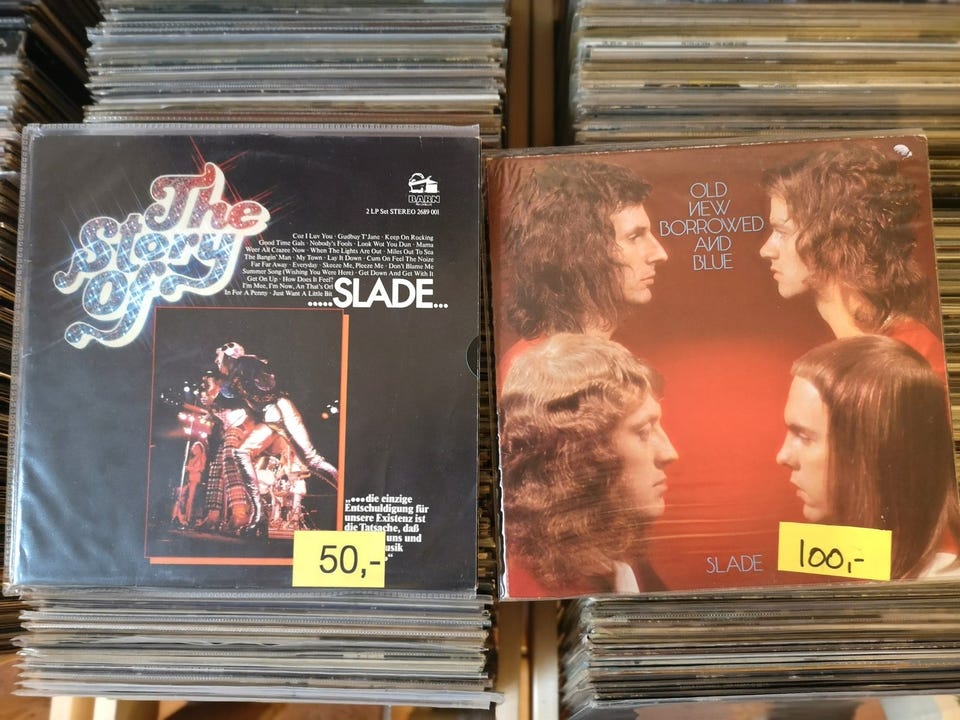 The
Story
Of
BARN
2 LP Set STEREO 2689 001
Coz I Luv You · Gudbuy T'Jane · Keep On Rocking
Good Time Gals · Nobody's Fools · Look Wot You Dun · Mama
Weer All Crazee Now · When The Lights Are Out · Miles Out To Sea
The Bangin' Man · My Town · Lay It Down · Cum On Feel The Noize
Far Far Away · Everyday · Skeeze Me, Pleeze Me · Don't Blame Me
Summer Song (Wishing You Were Here) · Get Down And Get With It
Get On Up · How Does It Feel?
I'm Mee, I'm Now, An That's Orl
In For A Penny · Just Want A Little Bit
.....SLADE...
„...die einzige
Entschuldigung für
unsere Existenz ist
die Tatsache, daß
uns und
usik
“
50,-
OLD
NEW
BORROWED
AND
BLUE
SLADE
100,-